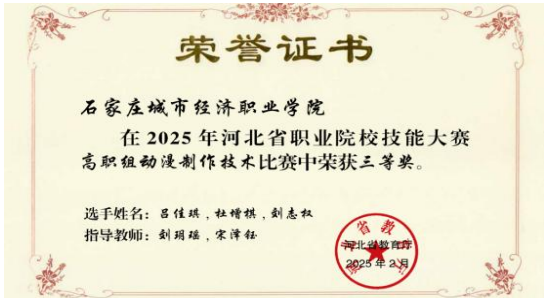 荣誉证书
石家庄城市经济职业学院
在2025年河北省职业院校技能大赛
高职组动漫制作技术比赛中荣获三等奖。
选手姓名：吕佳琪，杜增棋，刘志权
指导教师：刘玥瑶，宋泽钰
河北省教育厅
2025年2月